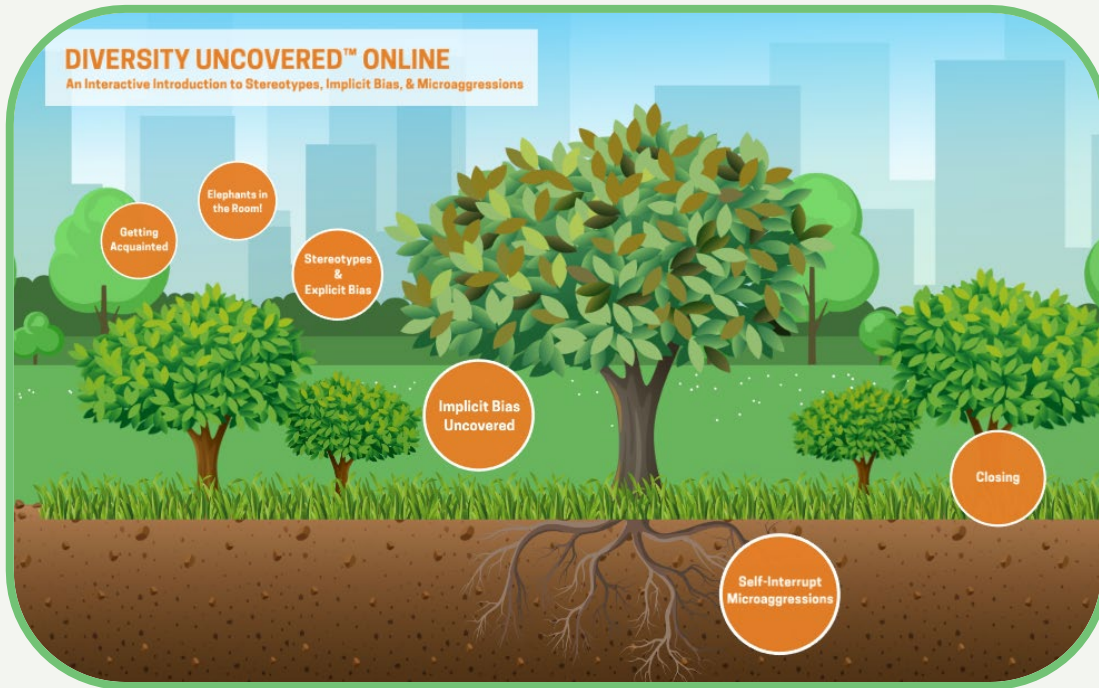 DIVERSITY UNCOVERED™ ONLINE
An Interactive Introduction to Stereotypes, Implicit Bias, & Microaggressions
Getting
Acquainted
Elephants in
the Room!
Stereotypes
&
Explicit Bias
Implicit Bias
Uncovered
Self-Interrupt
Microaggressions
Closing